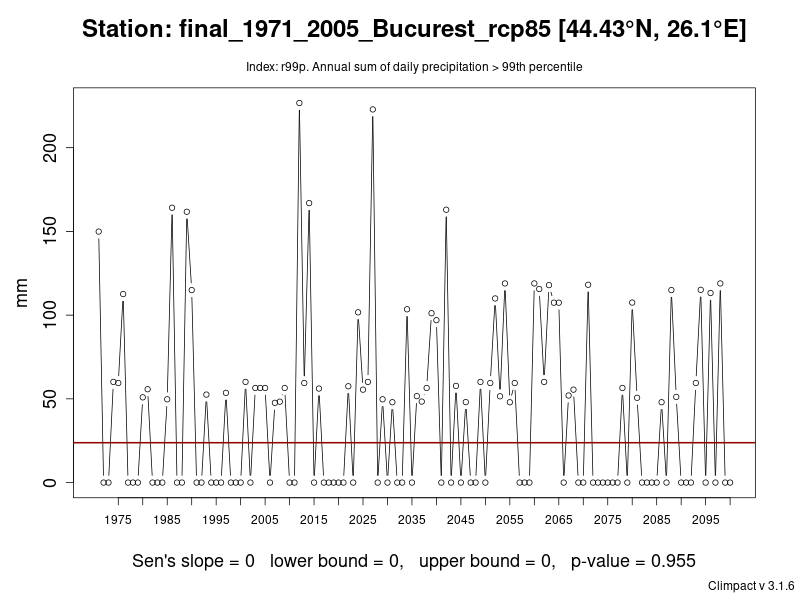 Station: final_1971_2005_Bucurest_rcp85 [44.43°N, 26.1°E]
Index: r99p. Annual sum of daily precipitation > 99th percentile
200
150
100
50
0
mm
1975 1985 1995 2005 2015 2025 2035 2045 2055 2065 2075 2085 2095
Sen's slope = 0 lower bound = 0, upper bound = 0, p-value = 0.955
Climpact v 3.1.6